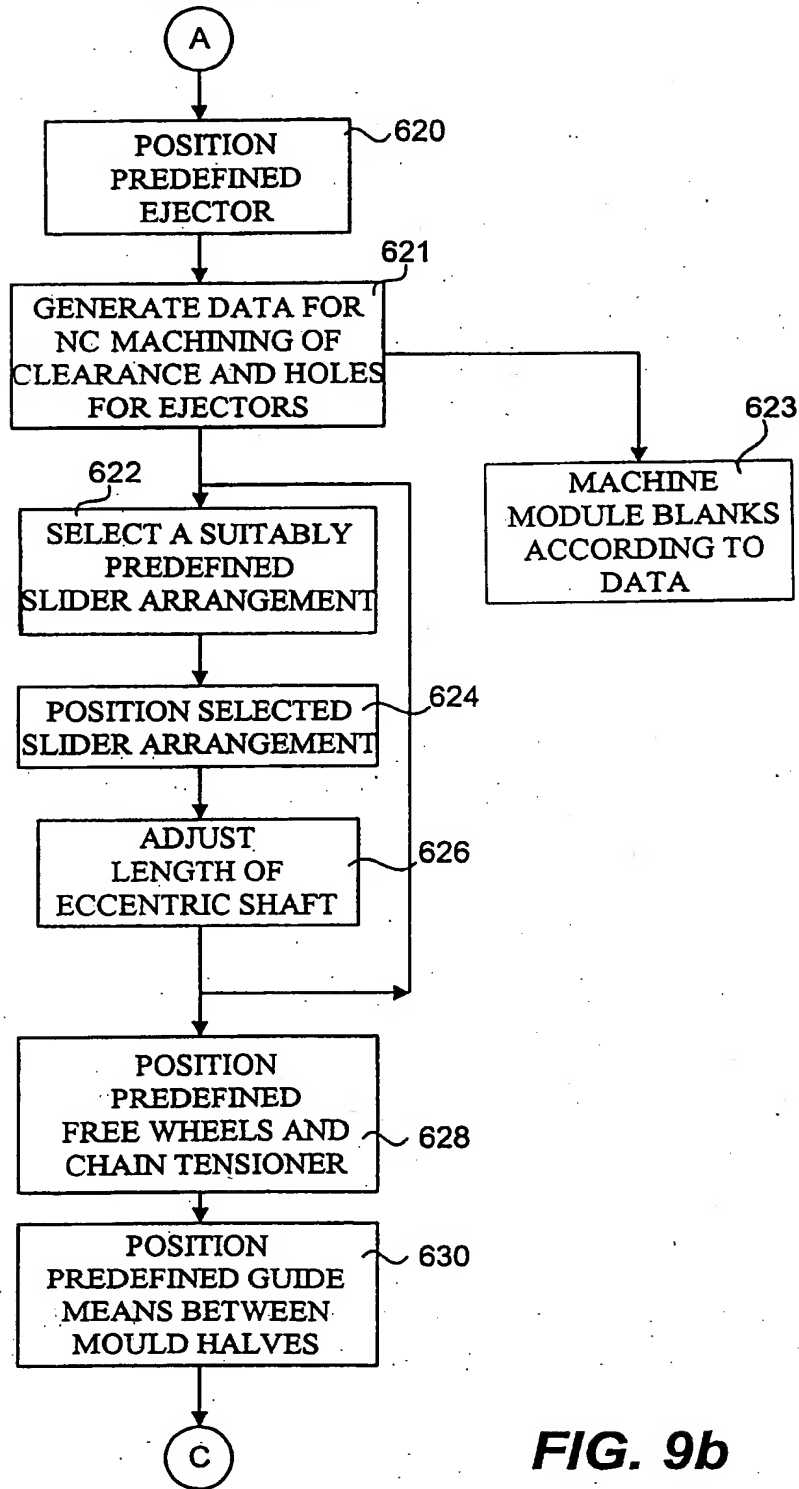 A
620
POSITION
PREDEFINED
EJECTOR
621
GENERATE DATA FOR
NC MACHINING OF
CLEARANCE AND HOLES
FOR EJECTORS
623
MACHINE
MODULE BLANKS
ACCORDING TO
DATA
622
SELECT A SUITABLY
PREDEFINED
SLIDER ARRANGEMENT
POSITION SELECTED
SLIDER ARRANGEMENT
624
ADJUST
LENGTH OF
ECCENTRIC SHAFT
626
POSITION
PREDEFINED
FREE WHEELS AND
CHAIN TENSIONER
628
POSITION
PREDEFINED GUIDE
MEANS BETWEEN
MOULD HALVES
630
C
FIG. 9b